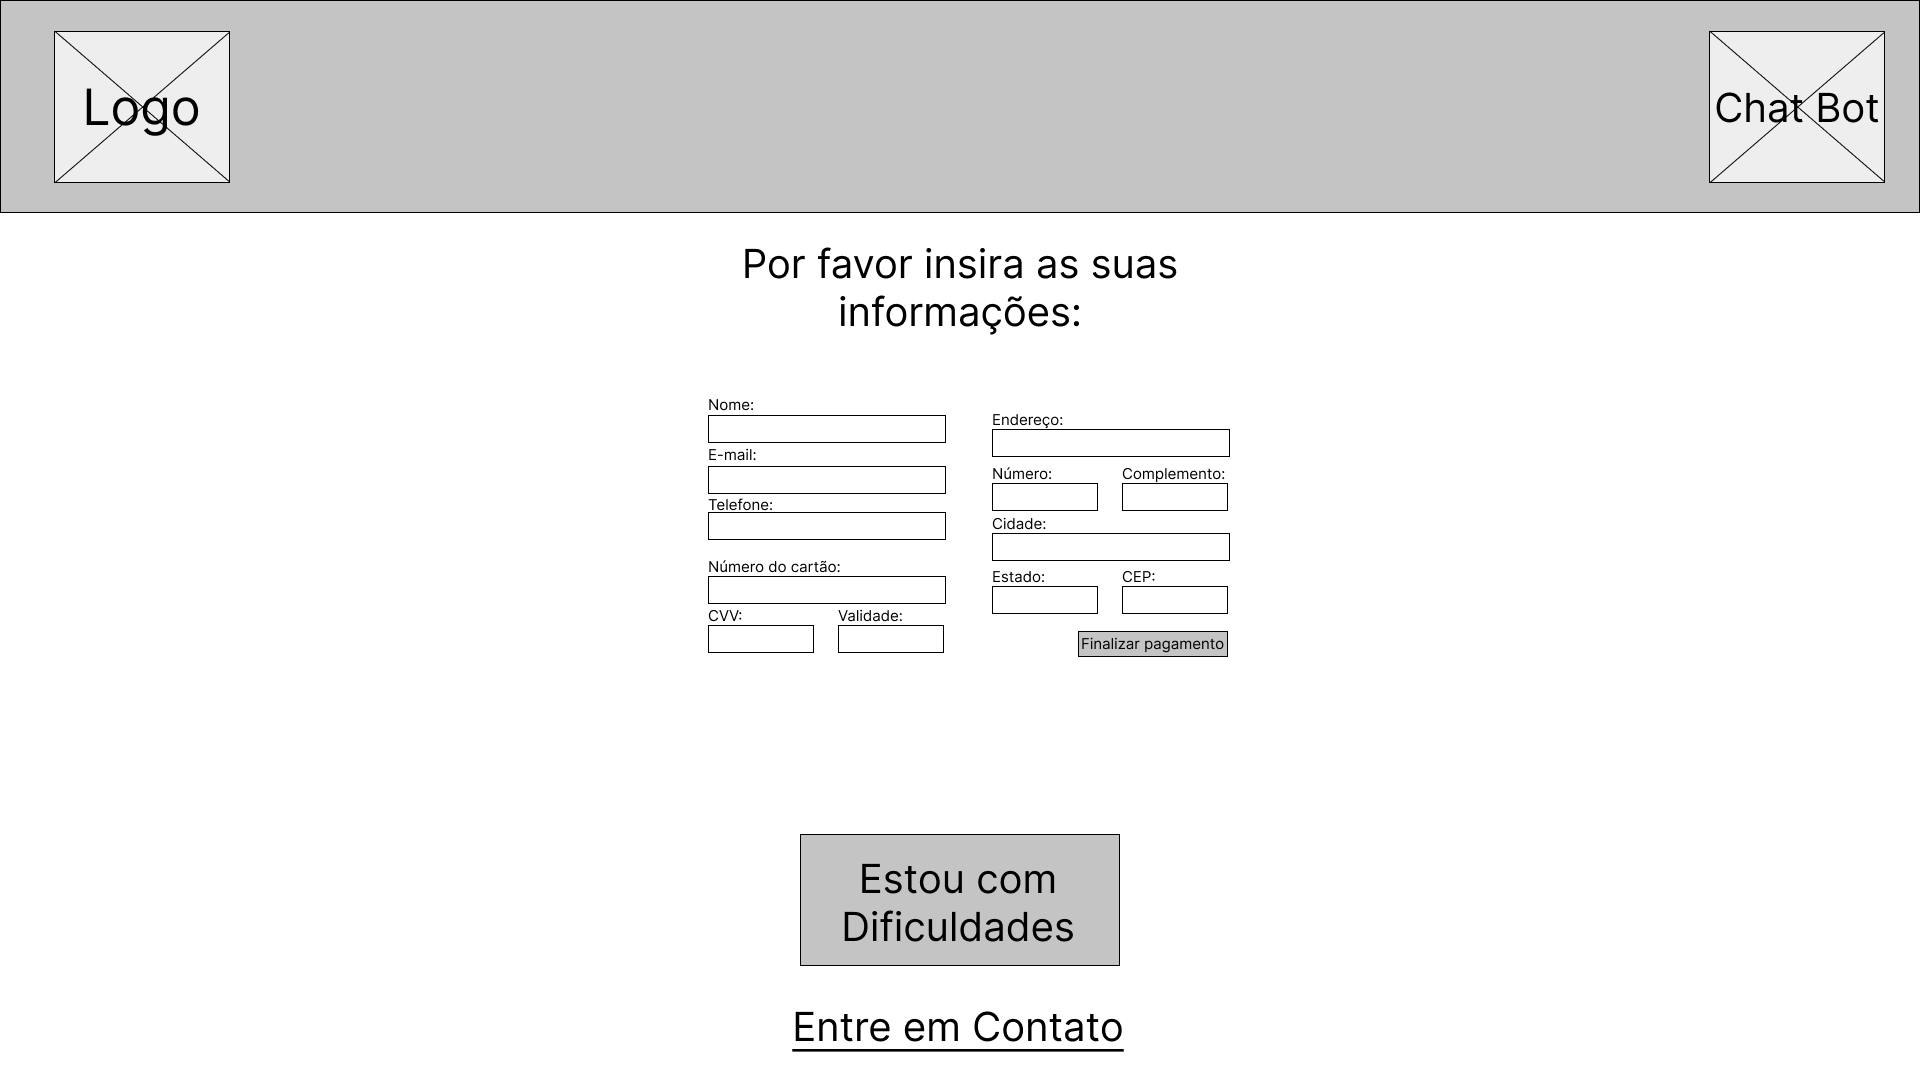 Logo
Chat Bot
Por favor insira as suas
informações:
Nome:
E-mail:
Telefone:
Número do cartão:
CVV: Validade:
Endereço:
Número: Complemento:
Cidade:
Estado: CEP:
Finalizar pagamento
Estou com
Dificuldades
Entre em Contato